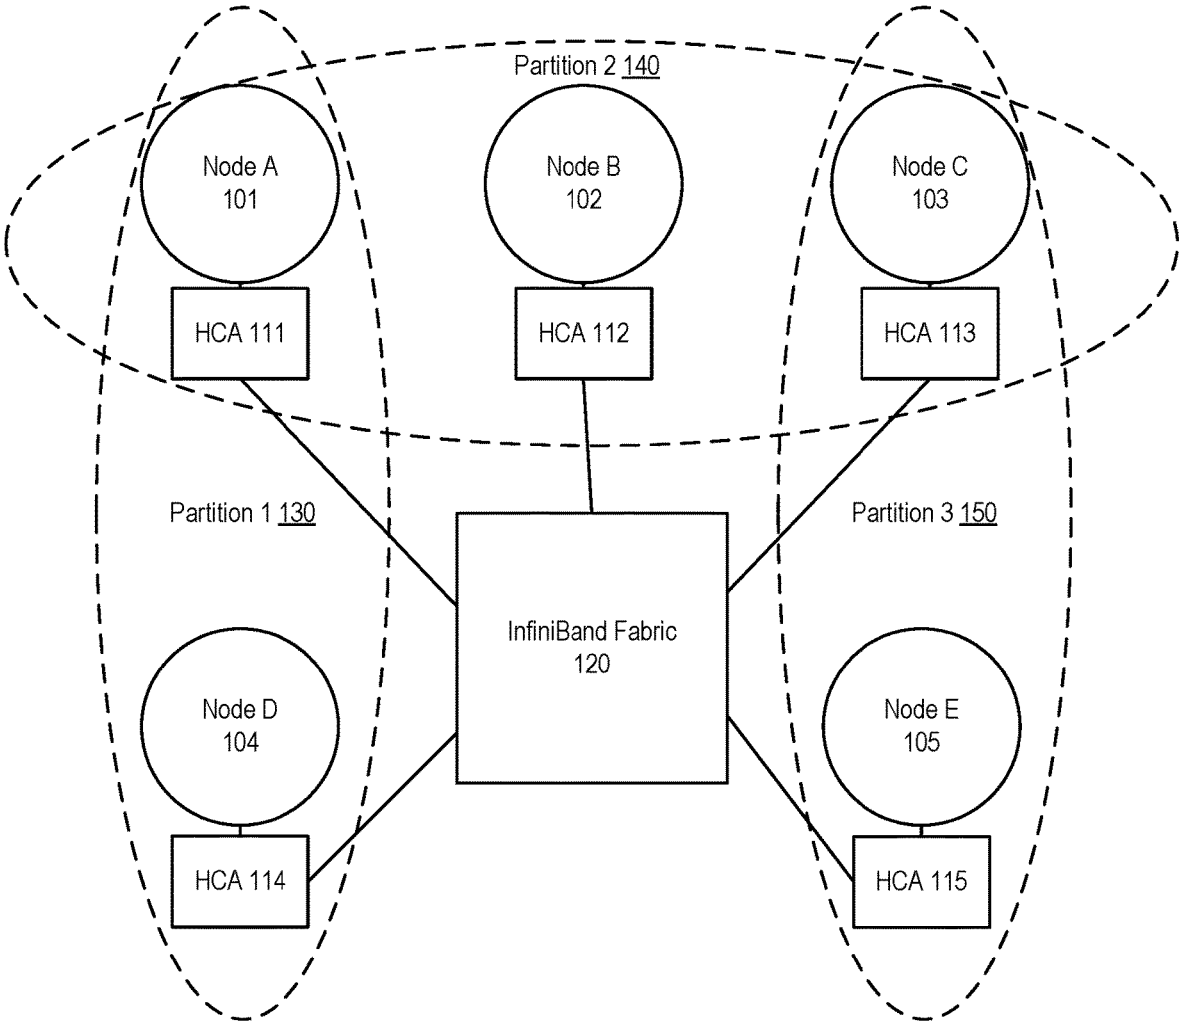 Partition 2 140
Node A
101
Node B
102
Node C
103
HCA 111
HCA 112
HCA 113
Partition 1 130
Partition 3 150
InfiniBand Fabric
120
Node D
104
Node E
105
HCA 114
HCA 115